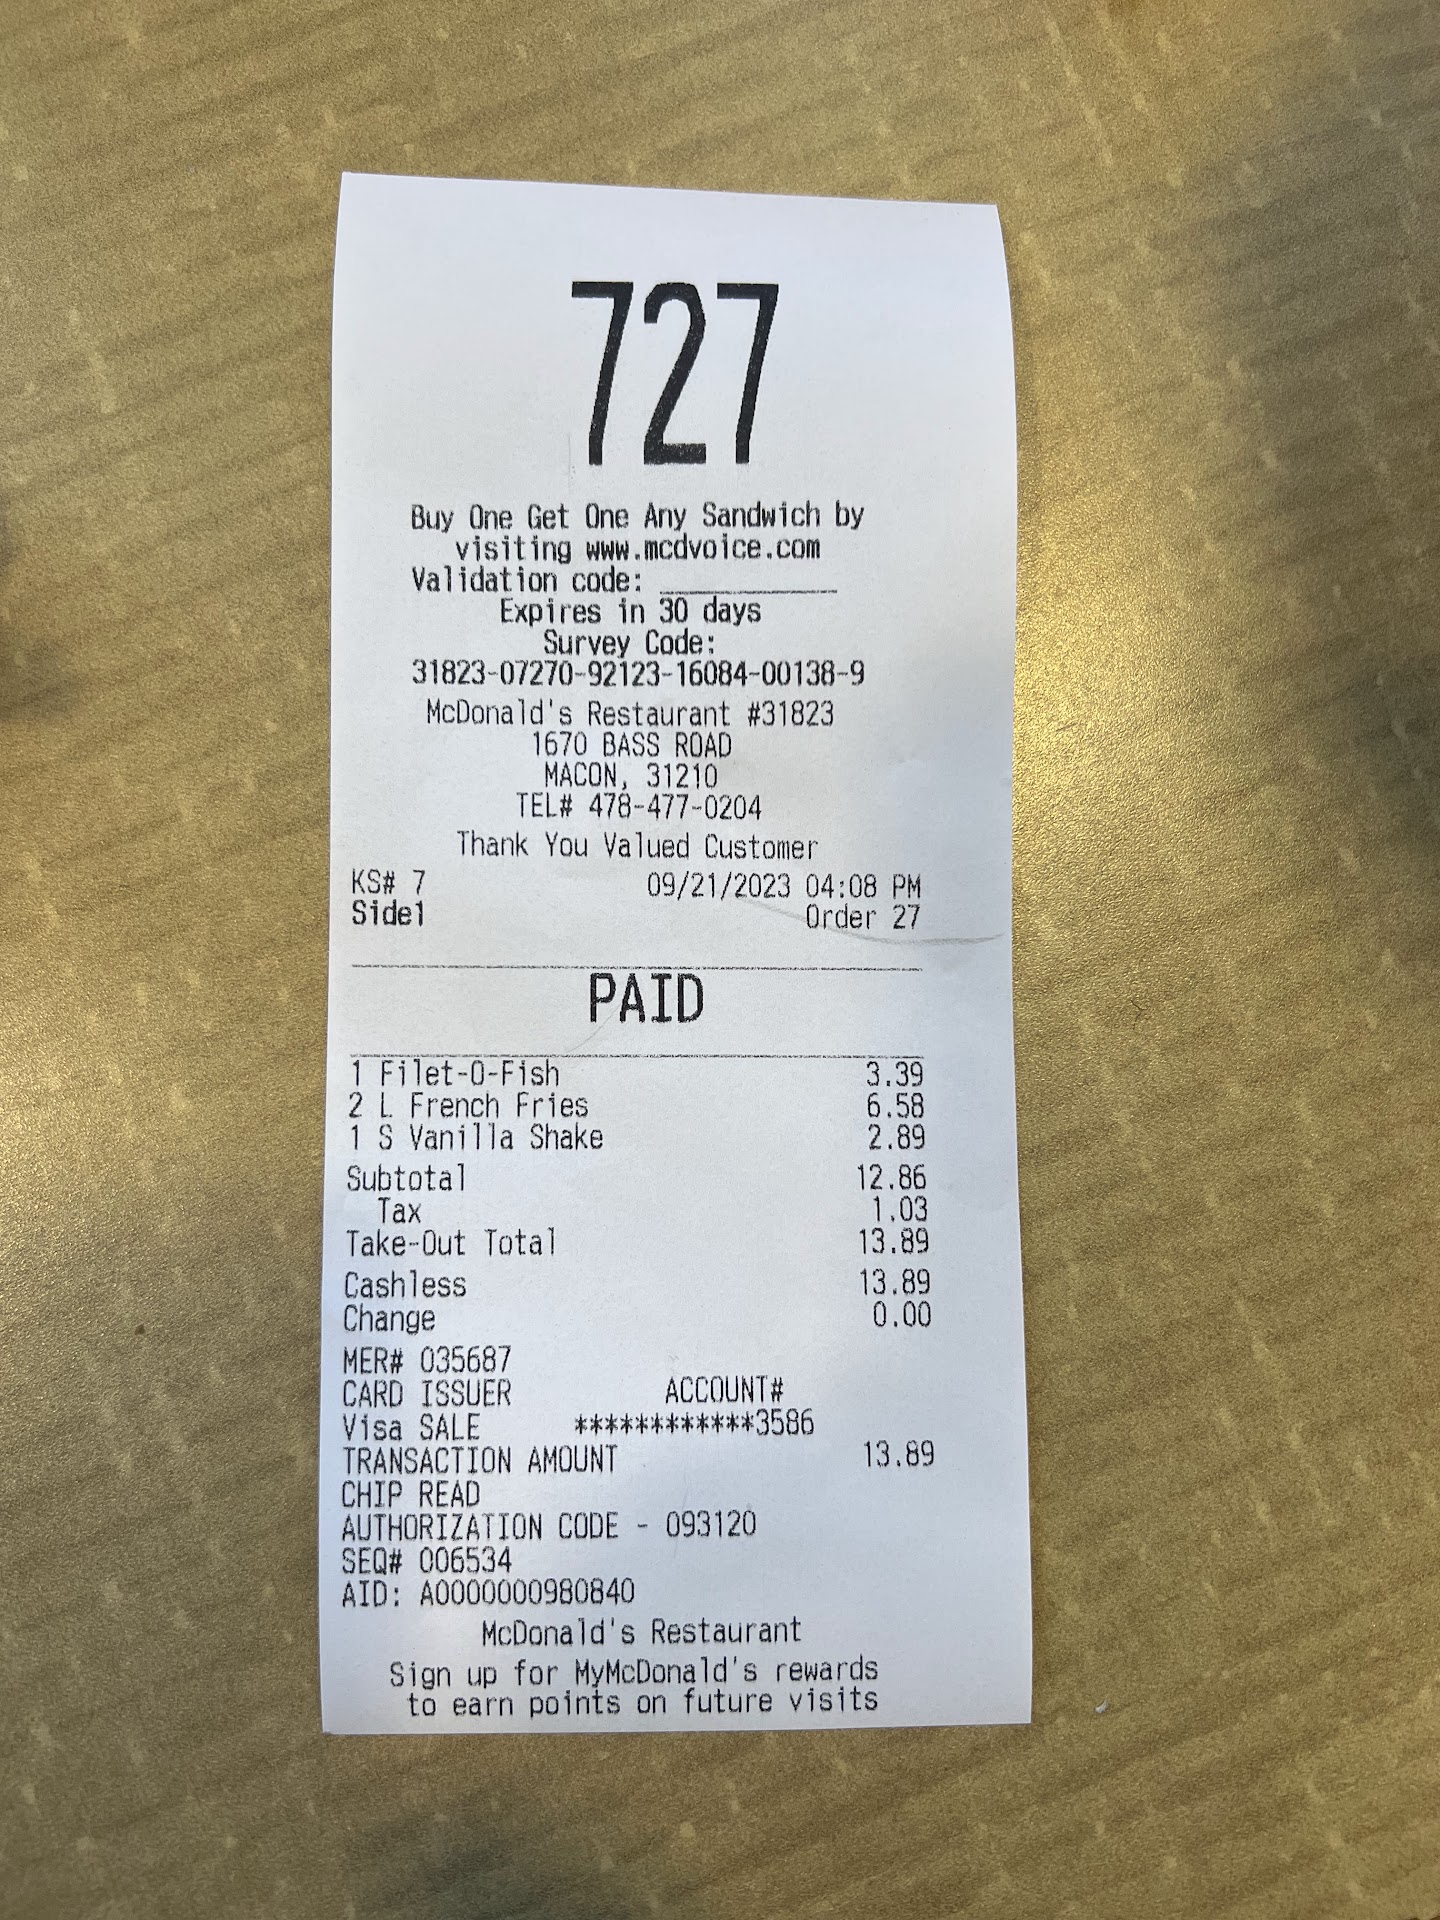 727
Buy One Get One Any Sandwich by
visiting www.mcdvoice.com
Validation code: ____________
Expires in 30 days
Survey Code:
31823-07270-92123-16084-00138-9
McDonald's Restaurant #31823
1670 BASS ROAD
MACON, 31210
TEL# 478-477-0204
Thank You Valued Customer
KS# 7 09/21/2023 04:08 PM
Side1 Order 27
PAID
1 Filet-O-Fish 3.39
2 L French Fries 6.58
1 S Vanilla Shake 2.89
Subtotal 12.86
Tax 1.03
Take-Out Total 13.89
Cashless 13.89
Change 0.00
MER# 035687
CARD ISSUER ACCOUNT#
Visa SALE ************3586
TRANSACTION AMOUNT 13.89
CHIP READ
AUTHORIZATION CODE - 093120
SEQ# 006534
AID: A0000000980840
McDonald's Restaurant
Sign up for MyMcDonald's rewards
to earn points on future visits